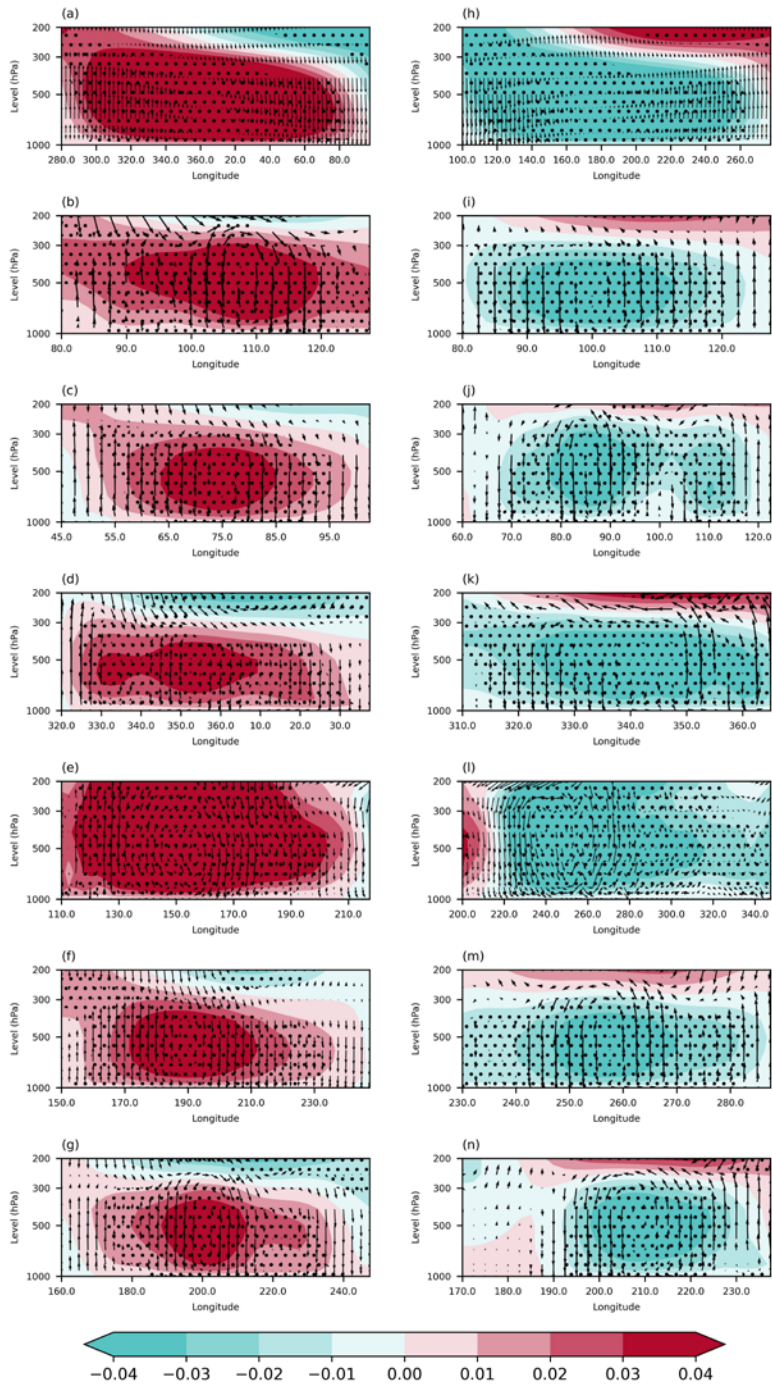 (a)
Level (hPa)
200
300
500
1000
280.0 300.0 320.0 340.0 360.0 20.0 40.0 60.0 80.0
Longitude
(h)
Level (hPa)
200
300
500
1000
100.0 120.0 140.0 160.0 180.0 200.0 220.0 240.0 260.0
Longitude
(b)
Level (hPa)
200
300
500
1000
80.0 90.0 100.0 110.0 120.0
Longitude
(i)
Level (hPa)
200
300
500
1000
80.0 90.0 100.0 110.0 120.0
Longitude
(c)
Level (hPa)
200
300
500
1000
45.0 55.0 65.0 75.0 85.0 95.0
Longitude
(j)
Level (hPa)
200
300
500
1000
60.0 70.0 80.0 90.0 100.0 110.0 120.0
Longitude
(d)
Level (hPa)
200
300
500
1000
320.0 330.0 340.0 350.0 360.0 10.0 20.0 30.0
Longitude
(k)
Level (hPa)
200
300
500
1000
310.0 320.0 330.0 340.0 350.0 360.0
Longitude
(e)
Level (hPa)
200
300
500
1000
110.0 130.0 150.0 170.0 190.0 210.0
Longitude
(l)
Level (hPa)
200
300
500
1000
200.0 220.0 240.0 260.0 280.0 300.0 320.0 340.0
Longitude
(f)
Level (hPa)
200
300
500
1000
150.0 170.0 190.0 210.0 230.0
Longitude
(m)
Level (hPa)
200
300
500
1000
230.0 240.0 250.0 260.0 270.0 280.0
Longitude
(g)
Level (hPa)
200
300
500
1000
160.0 180.0 200.0 220.0 240.0
Longitude
(n)
Level (hPa)
200
300
500
1000
170.0 180.0 190.0 200.0 210.0 220.0 230.0
Longitude
−0.04 −0.03 −0.02 −0.01 0.00 0.01 0.02 0.03 0.04